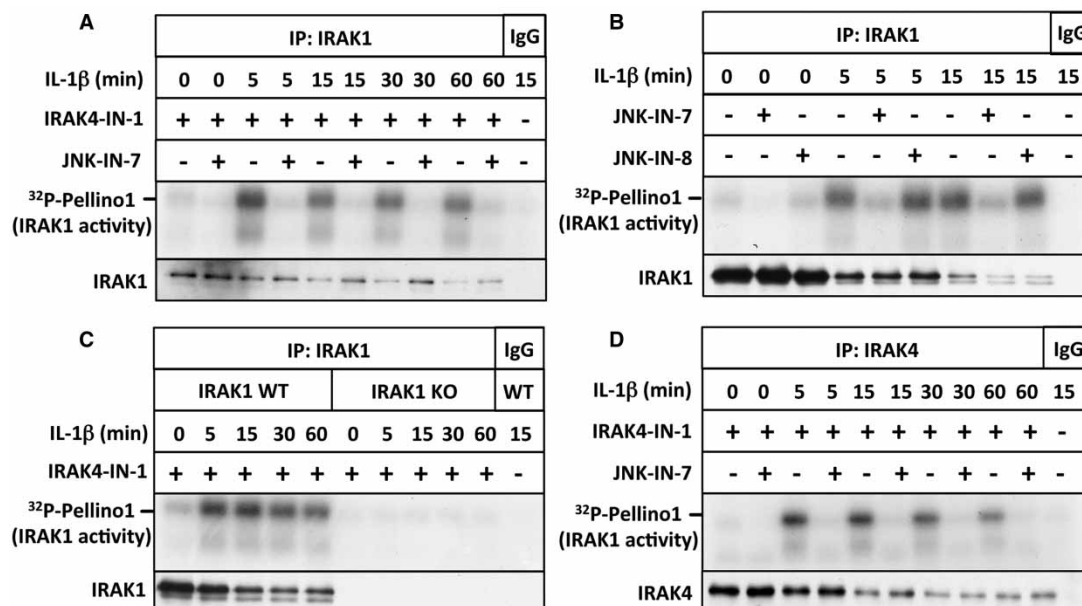 A
IP: IRAK1 IgG
IL-1β (min) 0 0 5 5 15 15 30 30 60 60 15
IRAK4-IN-1 + + + + + + + + + + -
JNK-IN-7 - + - + - + - + - + -
³²P-Pellino1
(IRAK1 activity)
IRAK1
B
IP: IRAK1 IgG
IL-1β (min) 0 0 0 5 5 5 15 15 15 15
JNK-IN-7 - + - - + - - + - -
JNK-IN-8 - - + - - + - - + -
³²P-Pellino1
(IRAK1 activity)
IRAK1
C
IP: IRAK1 IgG
IRAK1 WT IRAK1 KO WT
IL-1β (min) 0 5 15 30 60 0 5 15 30 60 15
IRAK4-IN-1 + + + + + + + + + + -
³²P-Pellino1
(IRAK1 activity)
IRAK1
D
IP: IRAK4 IgG
IL-1β (min) 0 0 5 5 15 15 30 30 60 60 15
IRAK4-IN-1 + + + + + + + + + + -
JNK-IN-7 - + - + - + - + - + -
³²P-Pellino1
(IRAK1 activity)
IRAK4